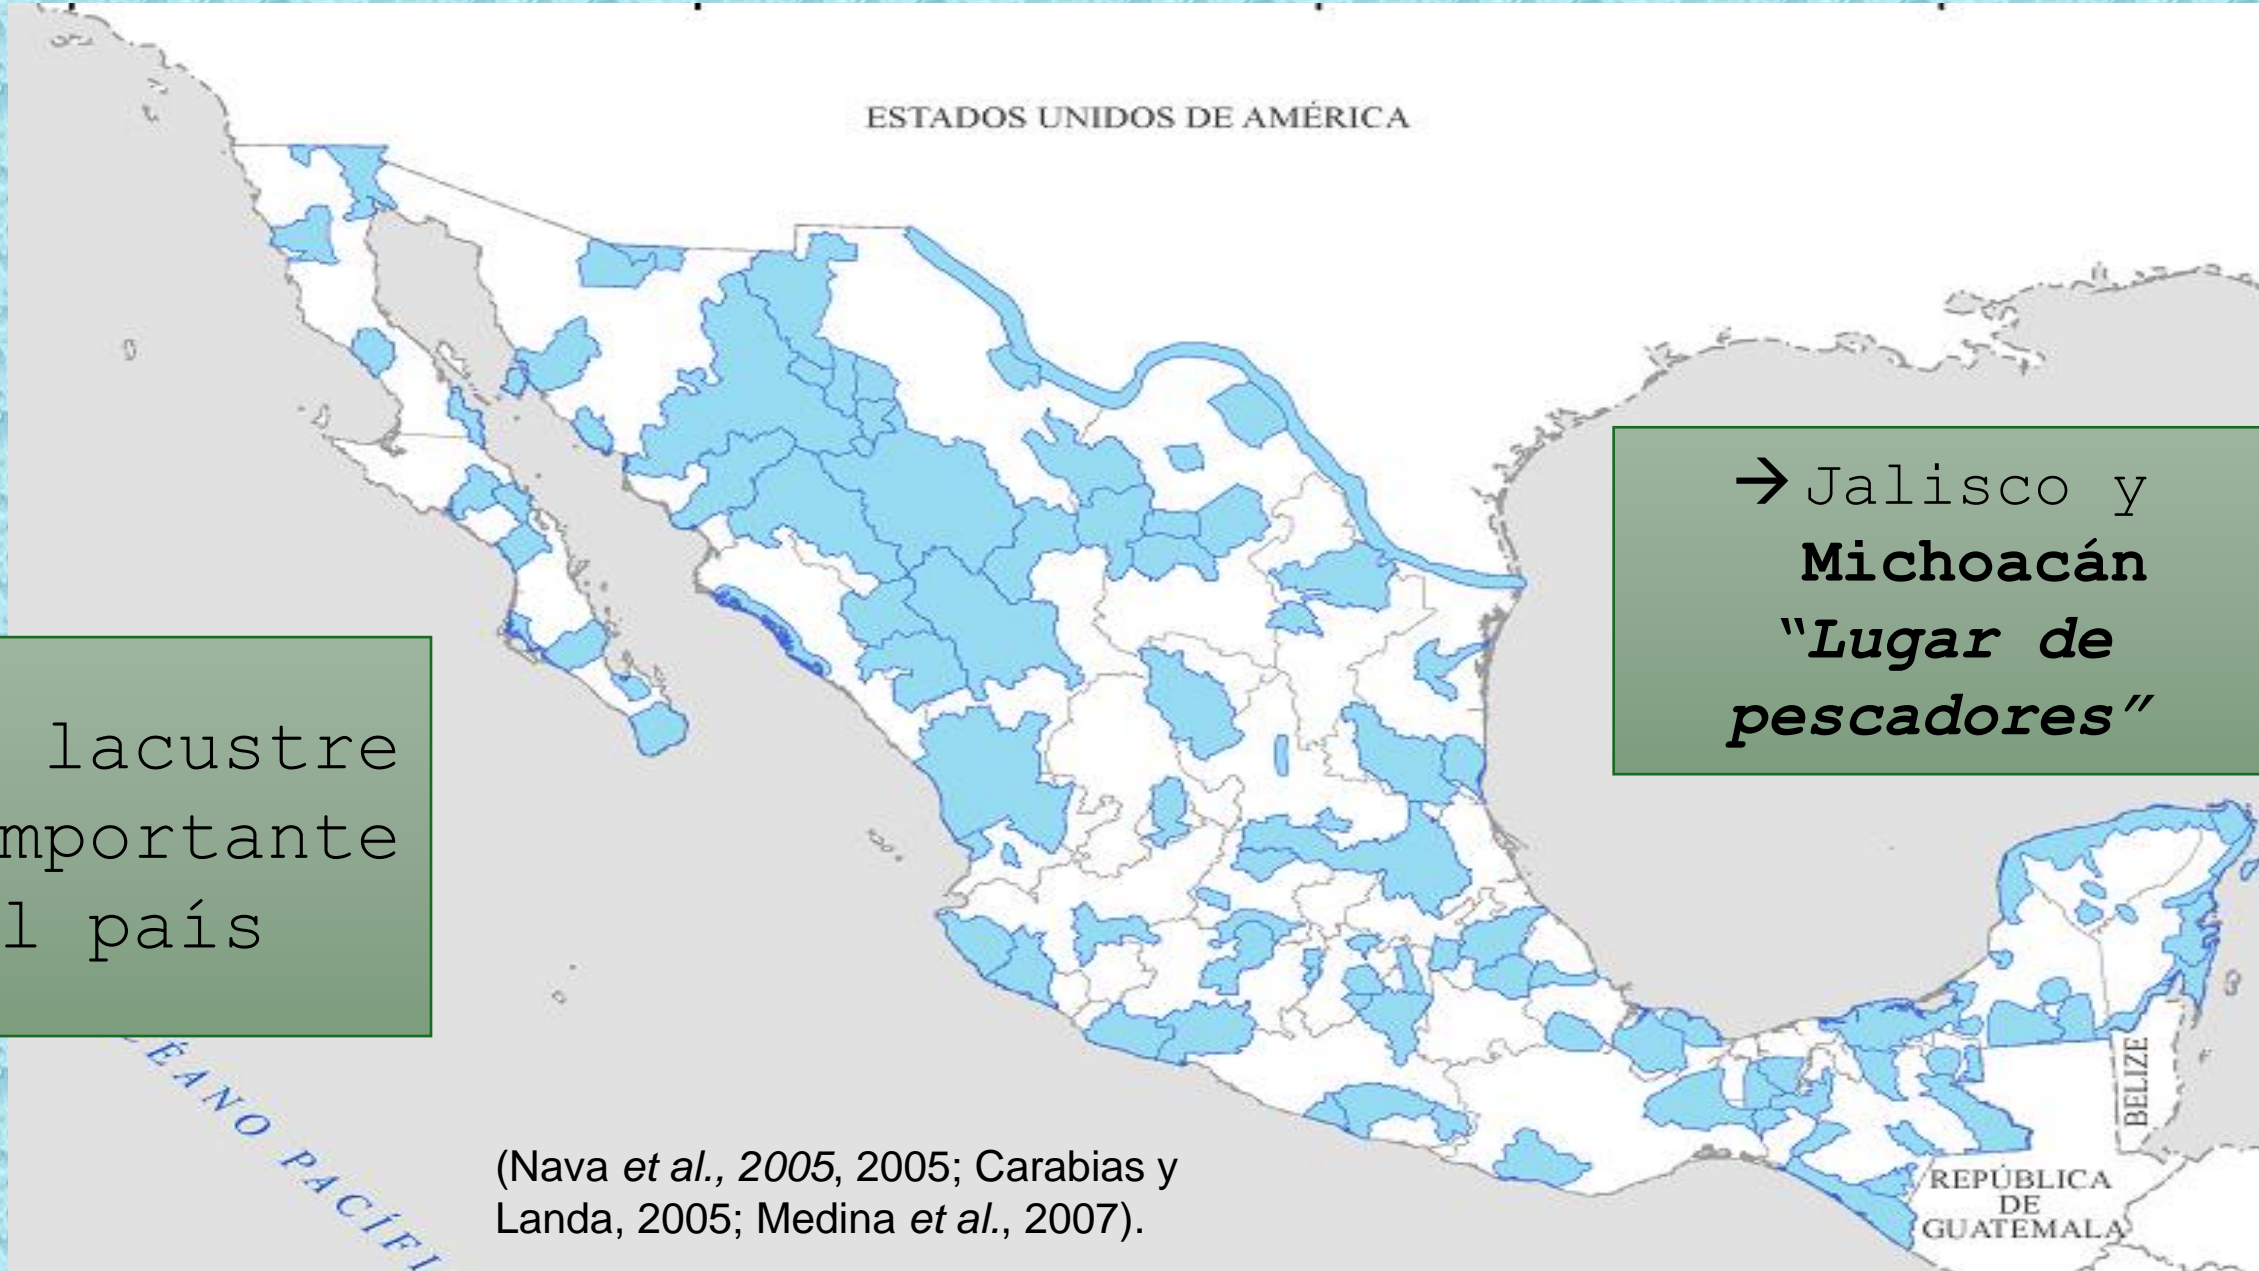 ESTADOS UNIDOS DE AMÉRICA
→Jalisco y
Michoacán
“Lugar de
pescadores”
lacustre
mportante
l país
CÉANO PACÍFI
(Nava et al., 2005, 2005; Carabias y
Landa, 2005; Medina et al., 2007).
BELIZE
REPÚBLICA
DE
GUATEMALA